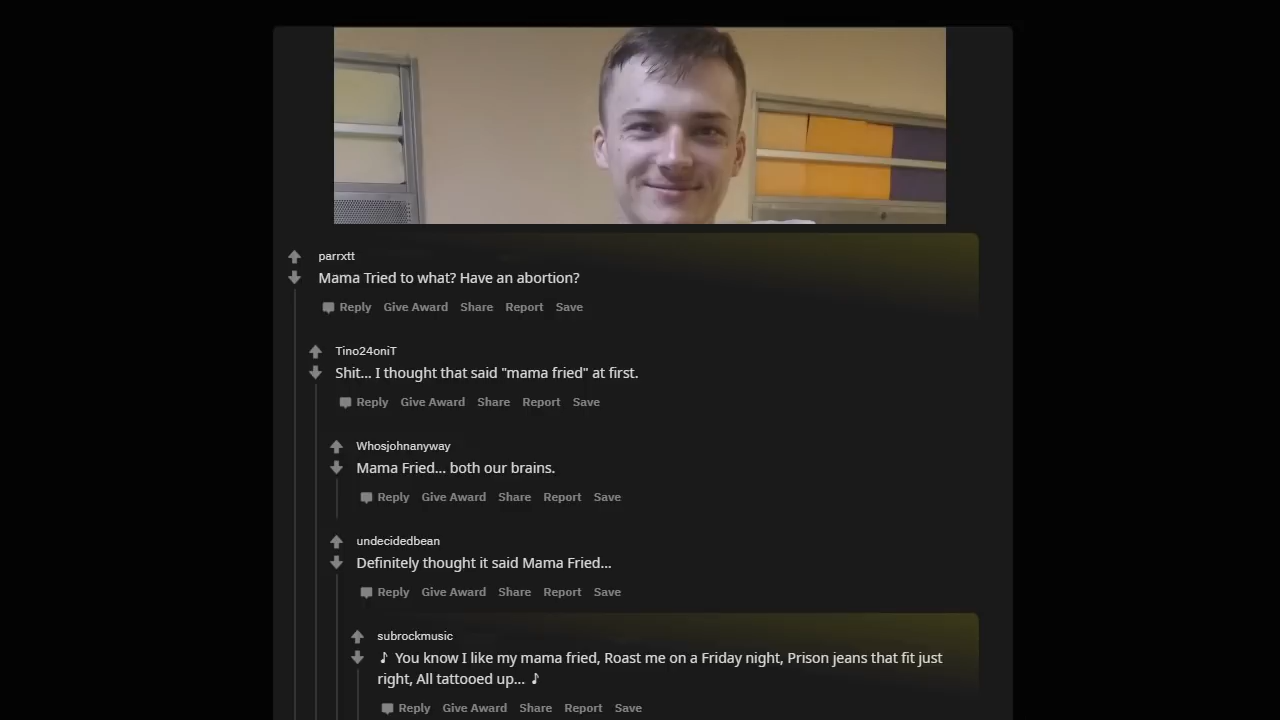 parrxtt
Mama Tried to what? Have an abortion?
Reply Give Award Share Report Save
Tino24oniT
Shit... I thought that said "mama fried" at first.
Reply Give Award Share Report Save
Whosjohnanyway
Mama Fried... both our brains.
Reply Give Award Share Report Save
undecidedbean
Definitely thought it said Mama Fried...
Reply Give Award Share Report Save
subrockmusic
♪ You know I like my mama fried, Roast me on a Friday night, Prison jeans that fit just
right, All tattooed up... ♪
Reply Give Award Share Report Save